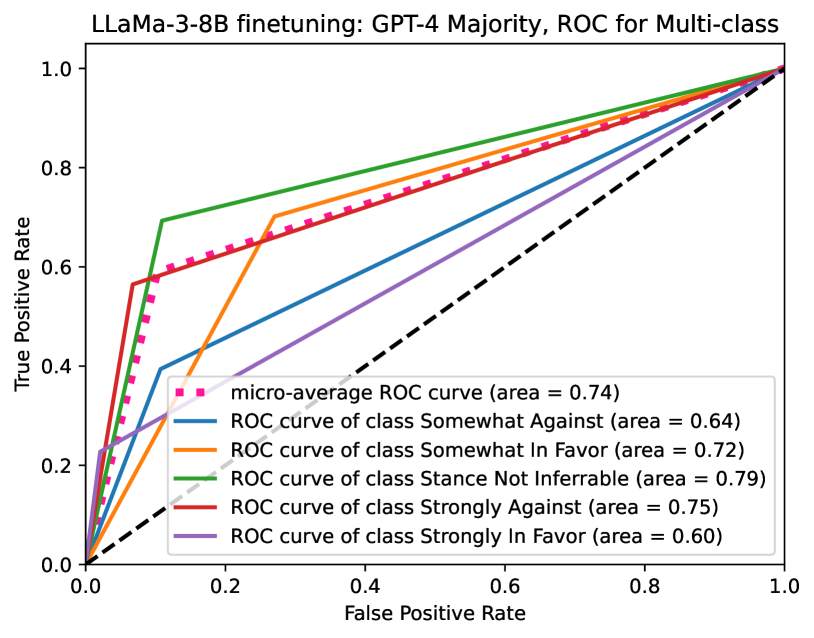 LLaMa-3-8B finetuning: GPT-4 Majority, ROC for Multi-class
1.0
0.8
0.6
0.4
0.2
0.0
True Positive Rate
micro-average ROC curve (area = 0.74)
ROC curve of class Somewhat Against (area = 0.64)
ROC curve of class Somewhat In Favor (area = 0.72)
ROC curve of class Stance Not Inferrable (area = 0.79)
ROC curve of class Strongly Against (area = 0.75)
ROC curve of class Strongly In Favor (area = 0.60)
0.0 0.2 0.4 0.6 0.8 1.0
False Positive Rate